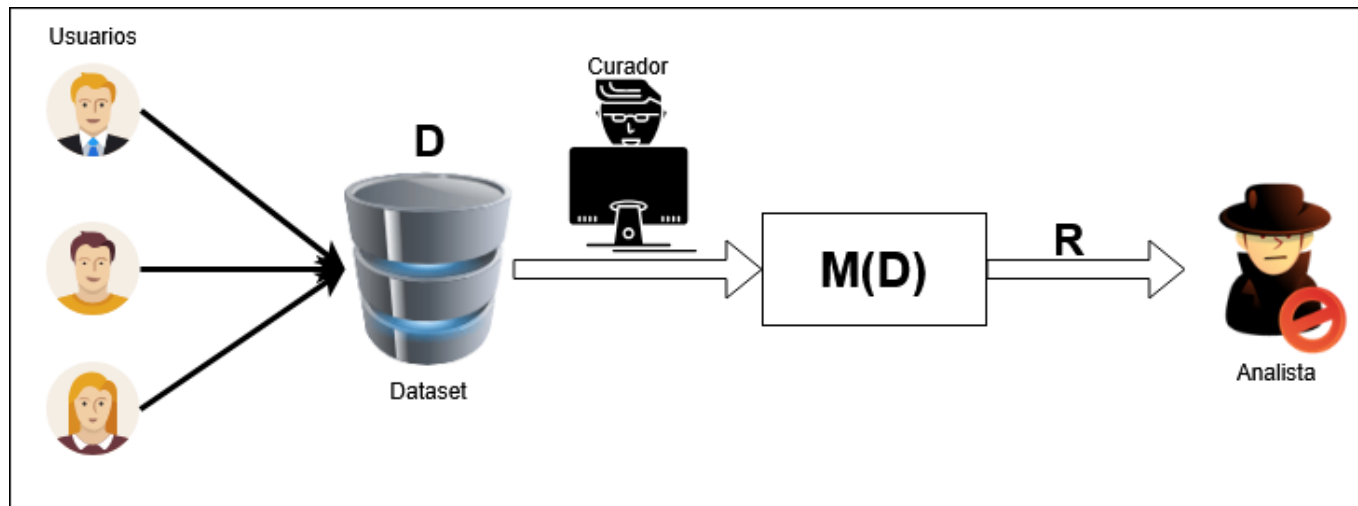 Usuarios
Curador
D
Dataset
M(D)
R
Analista